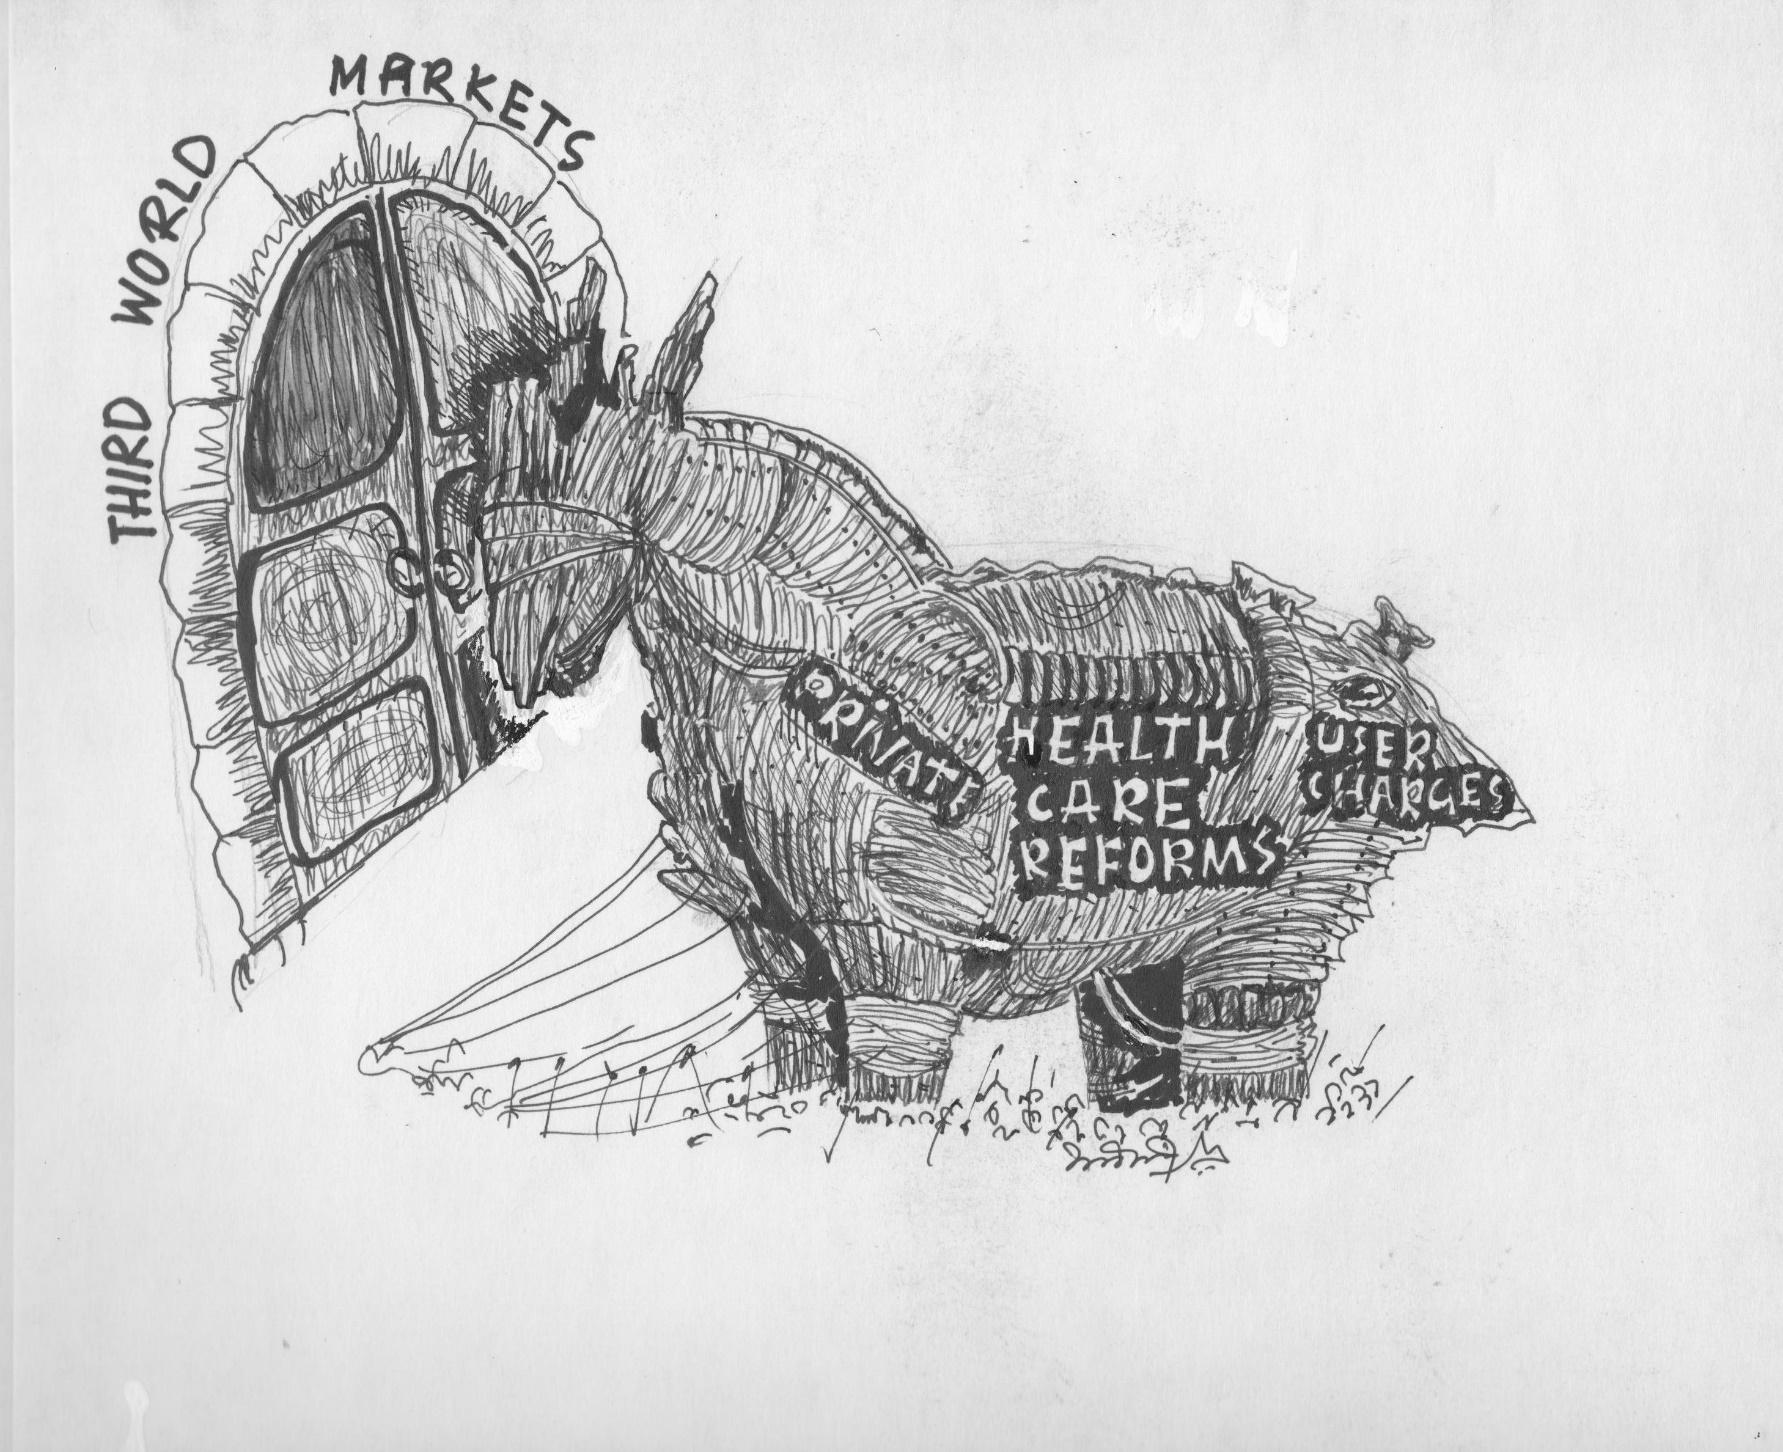 THIRD WORLD MARKETS
PRIVATE
HEALTH
CARE
REFORMS
USER
CHARGES